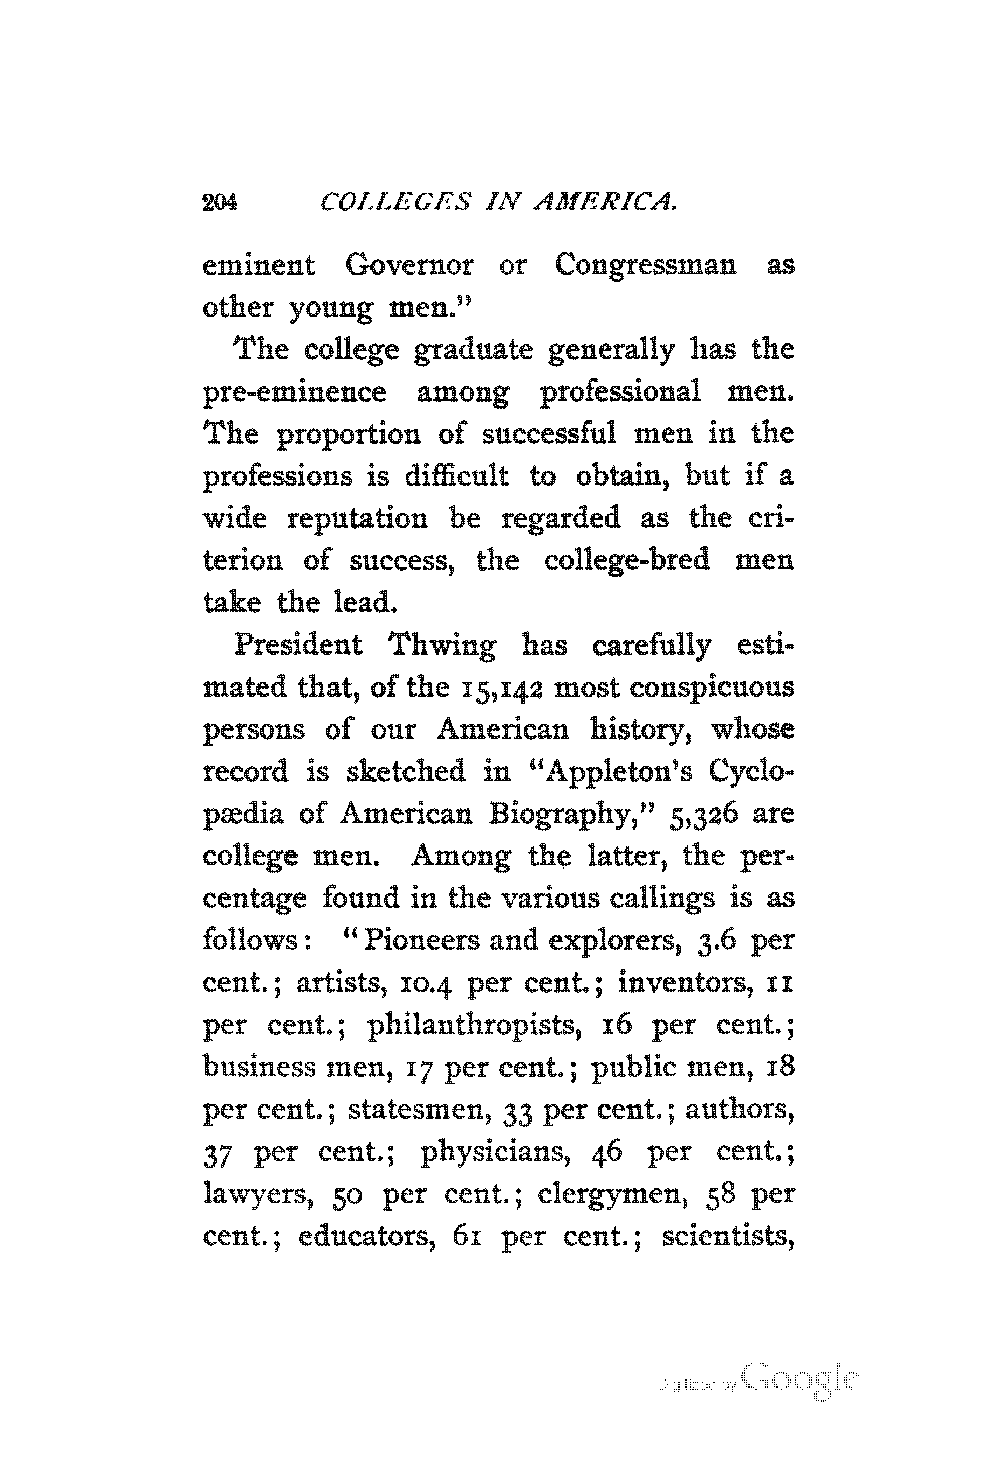 204 COLLEGES IN AMERICA.
eminent Governor or Congressman as
other young men."
The college graduate generally has the
pre-eminence among professional men.
The proportion of successful men in the
professions is difficult to obtain, but if a
wide reputation be regarded as the cri-
terion of success, the college-bred men
take the lead.
President Thwing has carefully esti-
mated that, of the 15,142 most conspicuous
persons of our American history, whose
record is sketched in "Appleton's Cyclo-
pædia of American Biography," 5,326 are
college men. Among the latter, the per-
centage found in the various callings is as
follows: "Pioneers and explorers, 3.6 per
cent.; artists, 10.4 per cent.; inventors, 11
per cent.; philanthropists, 16 per cent.;
business men, 17 per cent.; public men, 18
per cent.; statesmen, 33 per cent.; authors,
37 per cent.; physicians, 46 per cent.;
lawyers, 50 per cent.; clergymen, 58 per
cent.; educators, 61 per cent.; scientists,
Digitized by Google